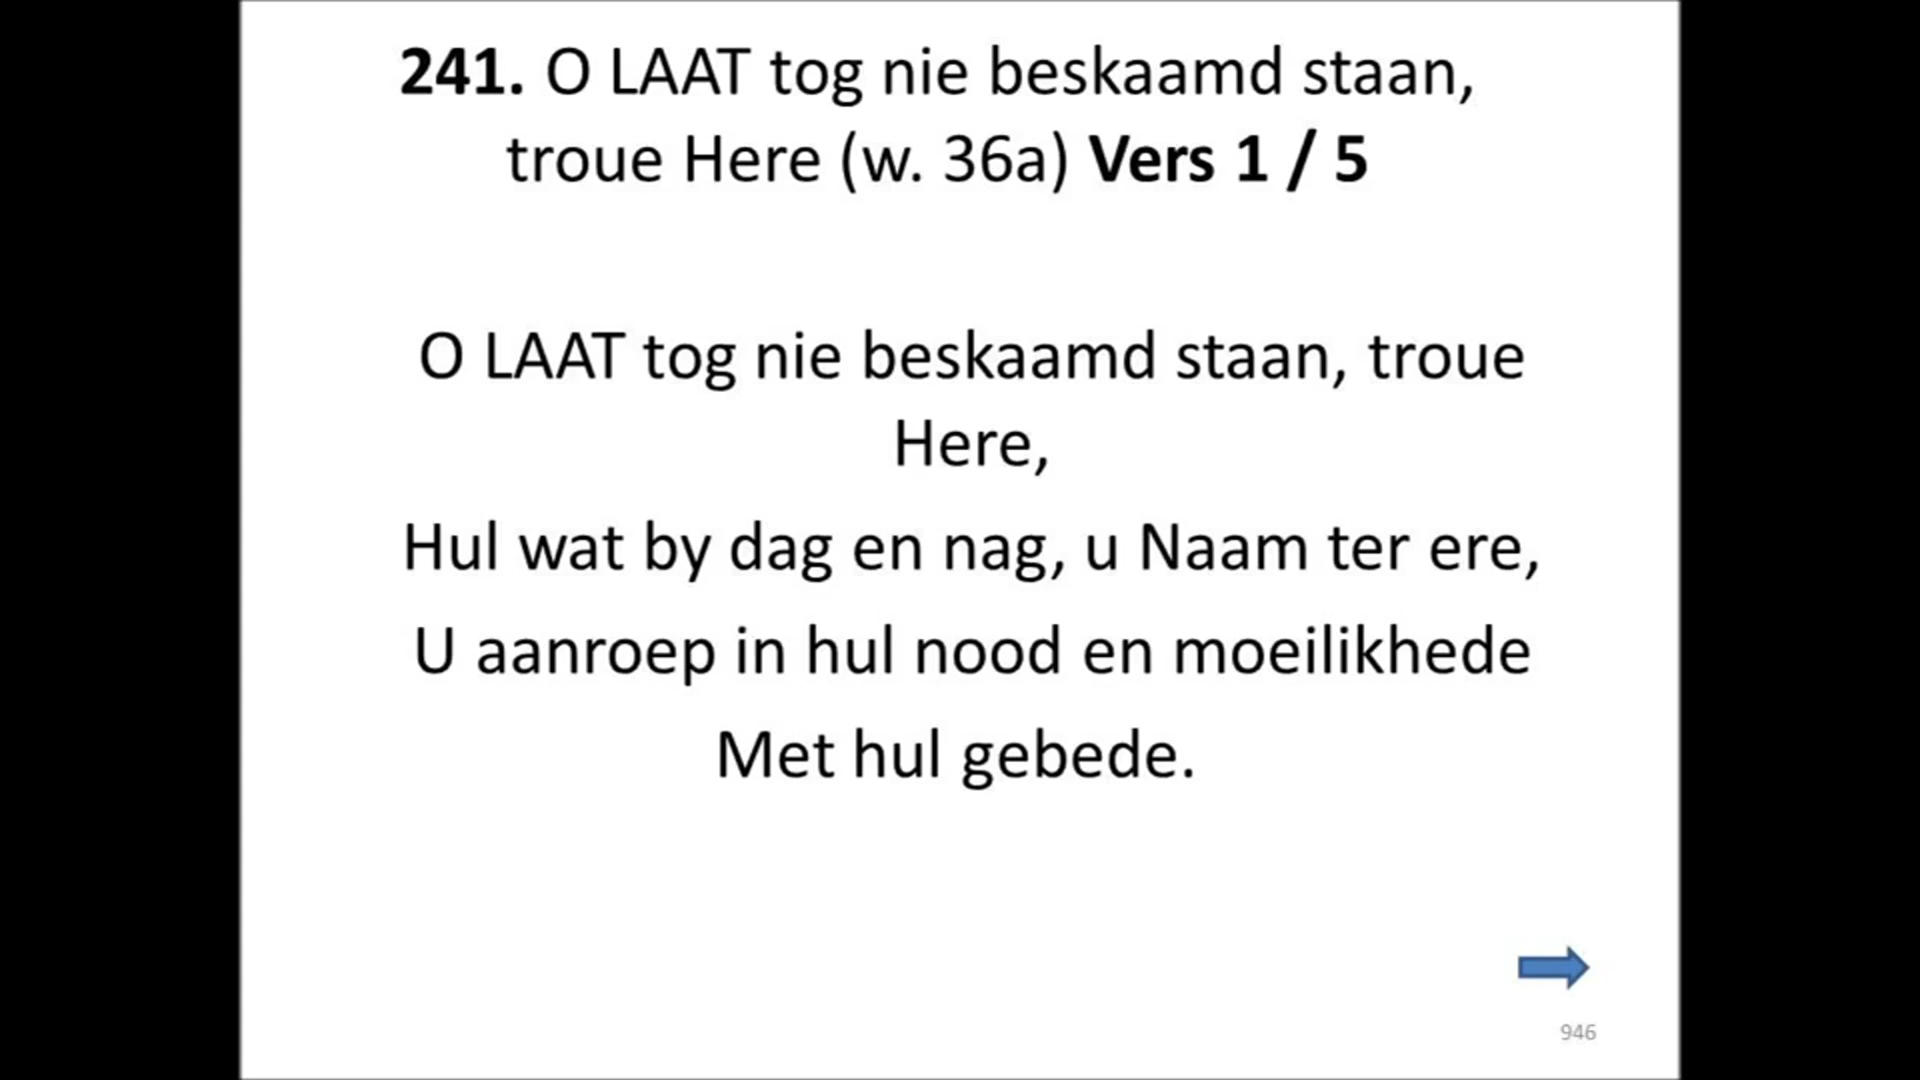 241. O LAAT tog nie beskaamd staan,
troue Here (w. 36a) Vers 1 / 5
O LAAT tog nie beskaamd staan, troue
Here,
Hul wat by dag en nag, u Naam ter ere,
U aanroep in hul nood en moeilikhede
Met hul gebede.
946